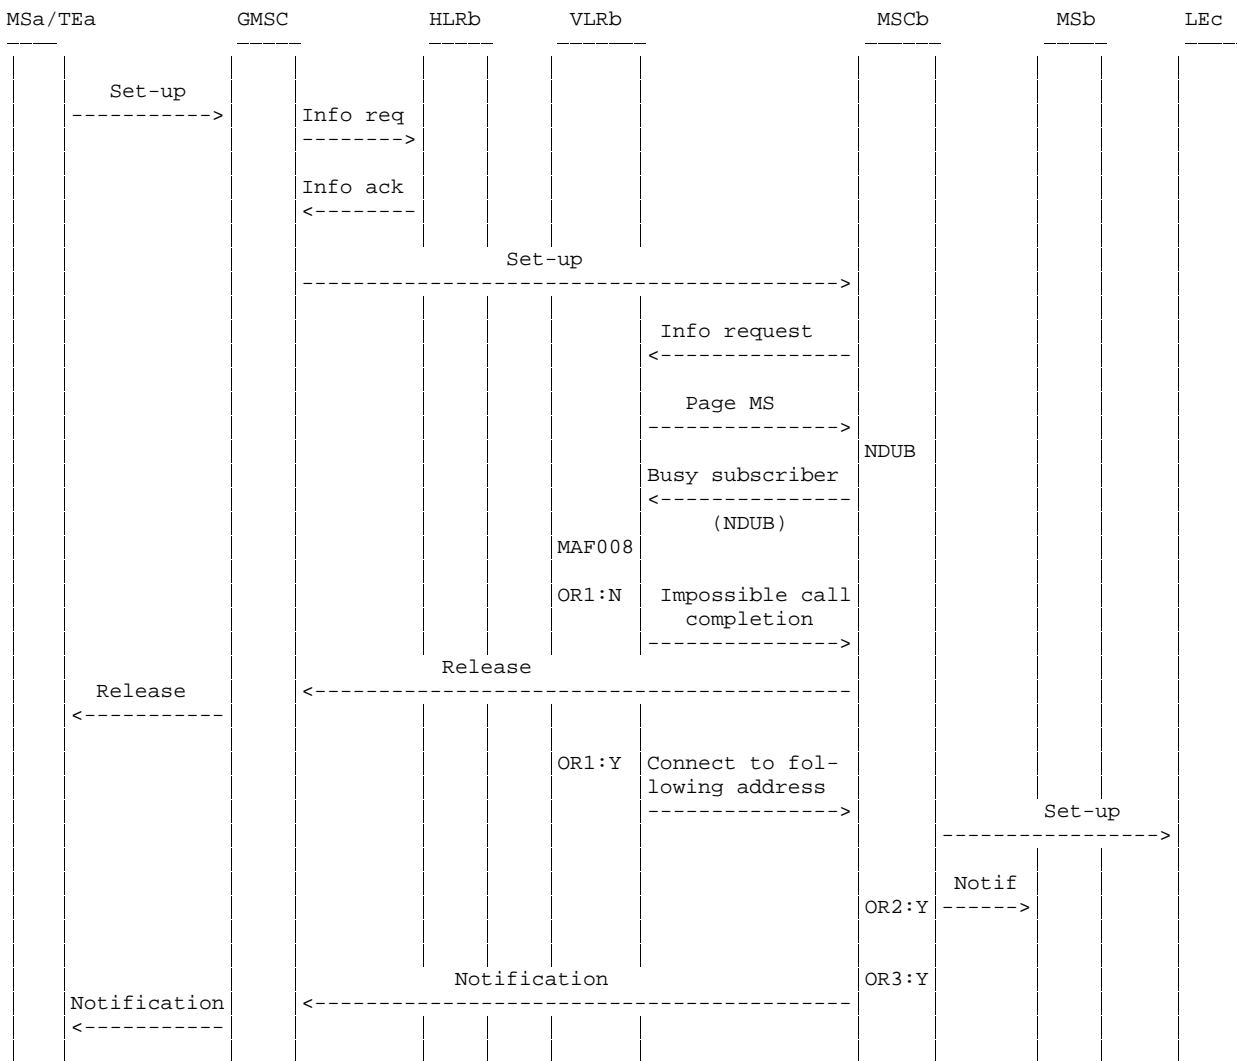 MSa/TEa GMSC HLRb VLRb MSCb MSb LEc
Set-up
Info req
Info ack
Set-up
Info request
Page MS
NDUB
Busy subscriber
(NDUB)
MAF008
OR1:N Impossible call
completion
Release
Release
OR1:Y Connect to fol-
lowing address
Set-up
Notif
OR2:Y
Notification OR3:Y
Notification